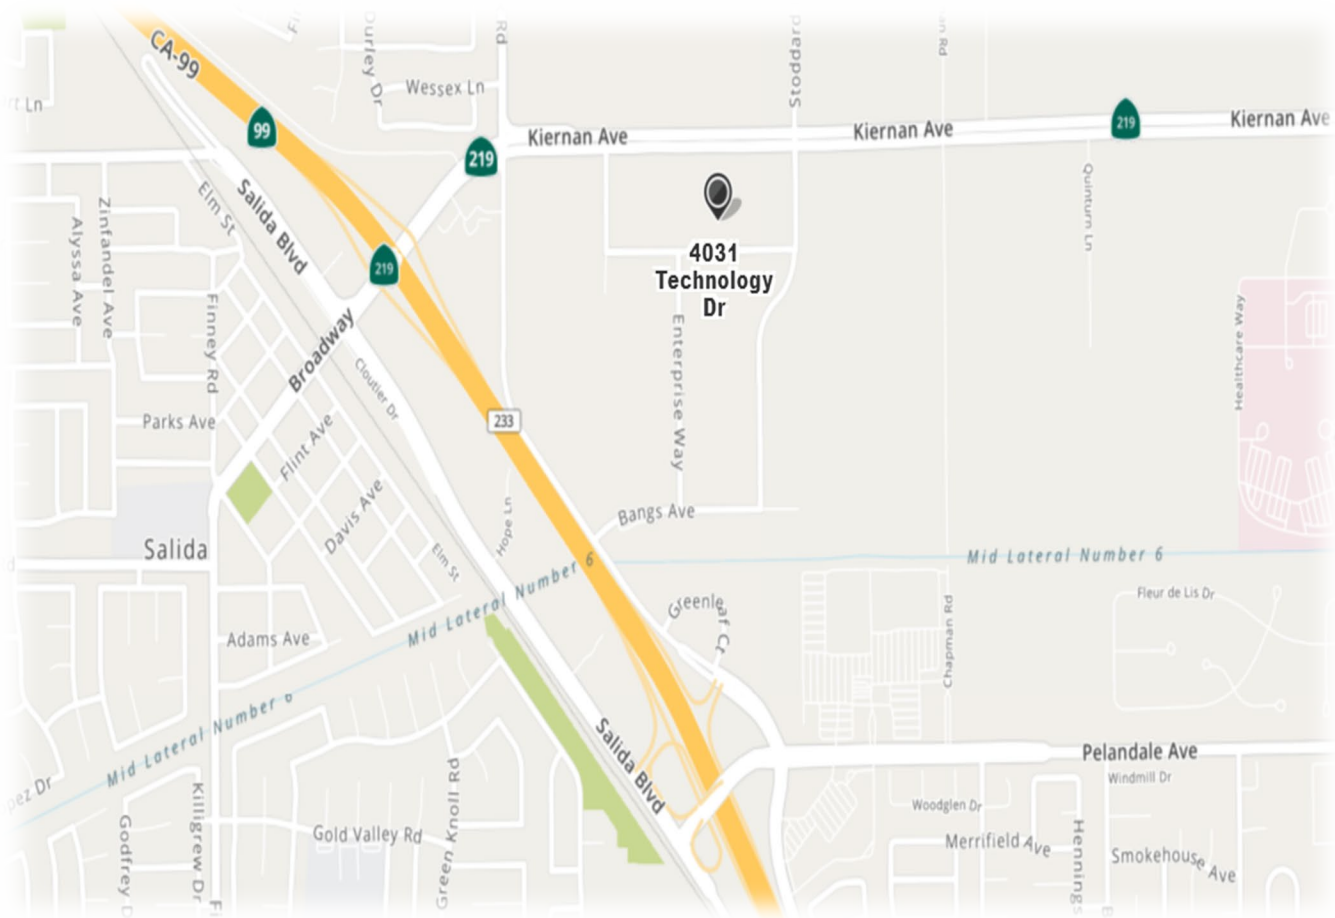 CA-99
Durley Dr
Rd
Stoddard
Wessex Ln
99
219
Kiernan Ave
Kiernan Ave
219
Kiernan Ave
Elm St
Salida Blvd
Zinfandel Ave
Alyssa Ave
Quinturn Ln
4031
Technology
Dr
219
Finney Rd
Broadway
Cloutier Dr
Enterprise Way
Healthcare Way
Parks Ave
Flint Ave
233
Davis Ave
Hope Ln
Bangs Ave
Salida
Elm St
Mid Lateral Number 6
Mid Lateral Number 6
Greenleaf Ct
Chapman Rd
Fleur de Lis Dr
Adams Ave
Mid Lateral Number 6
Salida Blvd
Pelandale Ave
Windmill Dr
Killigrew Dr
Godfrey D
Gold Valley Rd
Green Knoll Rd
Woodglen Dr
Merrifield Ave
Hennings
Smokehouse Ave